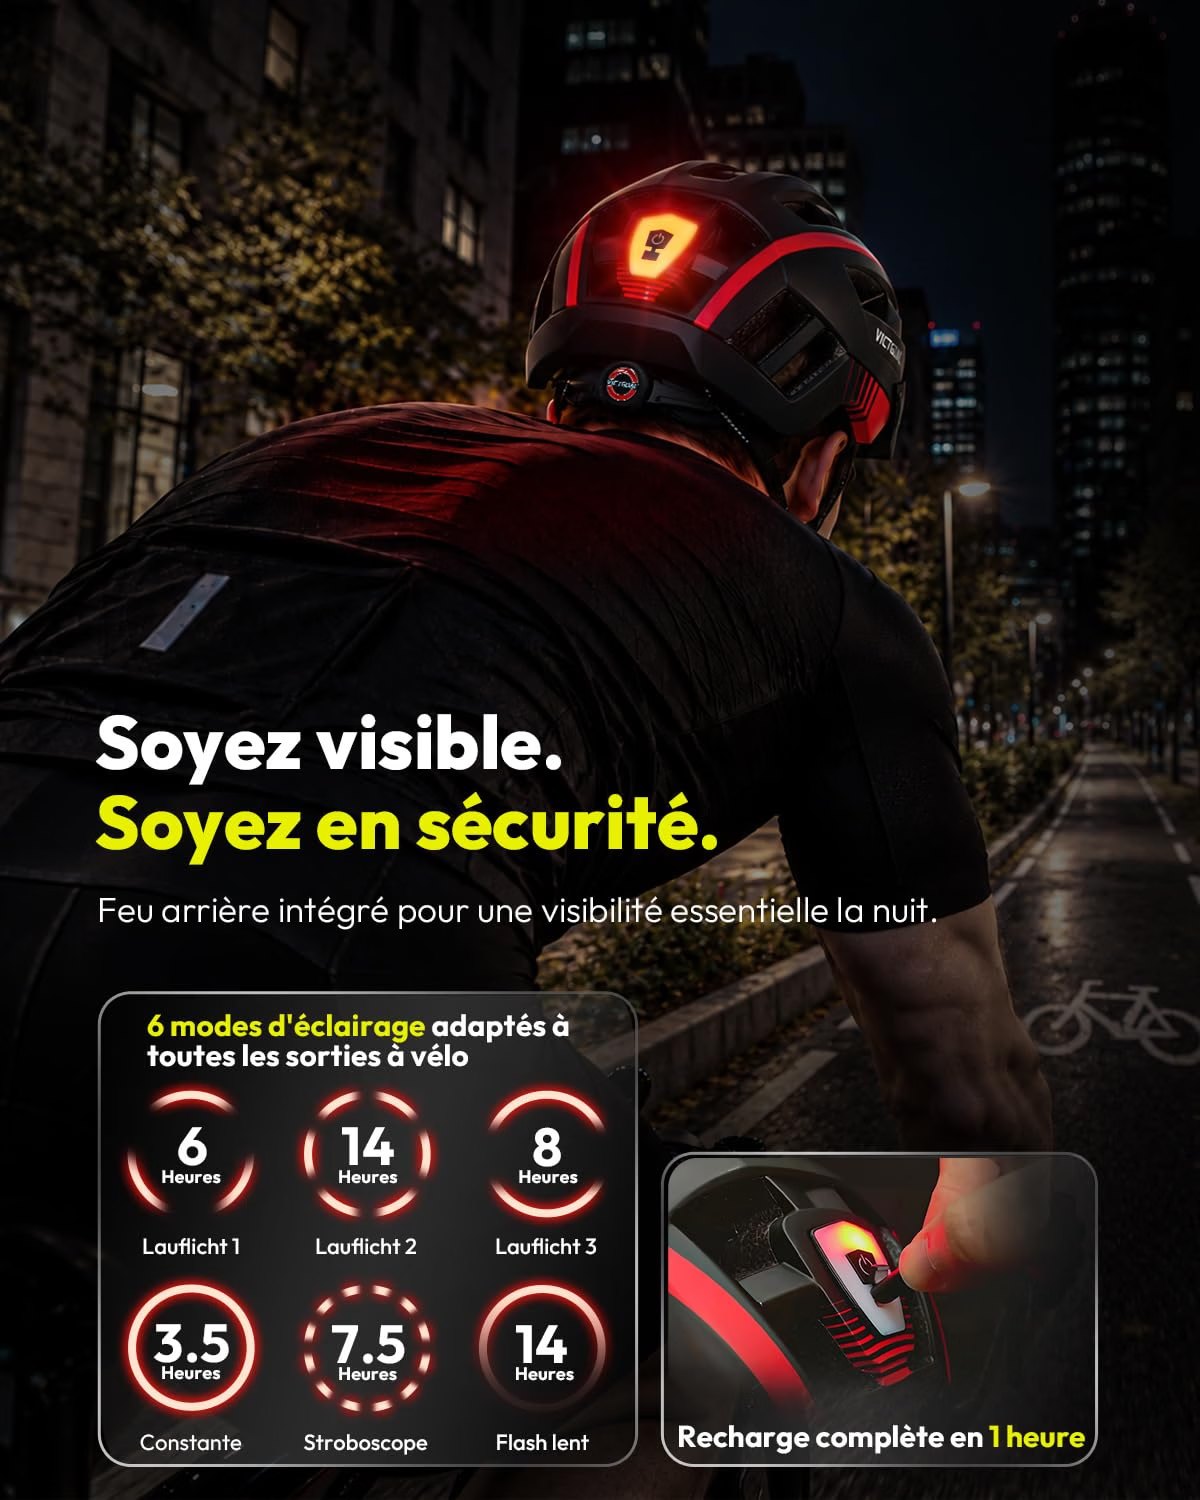 Soyez visible.
Soyez en sécurité.
Feu arrière intégré pour une visibilité essentielle la nuit.
6 modes d'éclairage adaptés à
toutes les sorties à vélo
6
Heures
Lauflicht 1
14
Heures
Lauflicht 2
8
Heures
Lauflicht 3
3.5
Heures
Constante
7.5
Heures
Stroboscope
14
Heures
Flash lent
Recharge complète en 1 heure